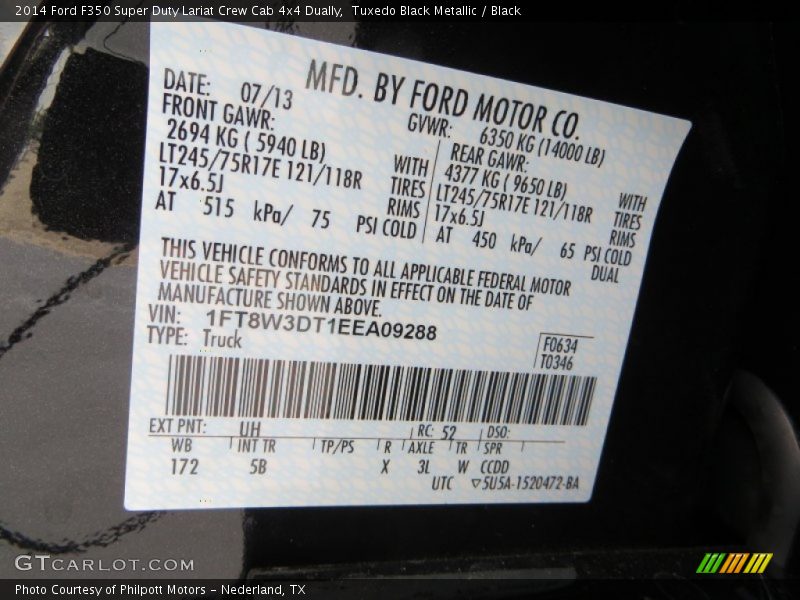 2014 Ford F350 Super Duty Lariat Crew Cab 4x4 Dually,  Tuxedo Black Metallic / Black
MFD. BY FORD MOTOR CO.
DATE: 07/13
GVWR: 6350 KG (14000 LB)
FRONT GAWR:
2694 KG ( 5940 LB) WITH
LT245/75R17E 121/118R TIRES
17x6.5J RIMS
AT 515 kPa/ 75 PSI COLD
REAR GAWR:
4377 KG ( 9650 LB) WITH
LT245/75R17E 121/118R TIRES
17x6.5J RIMS
AT 450 kPa/ 65 PSI COLD
DUAL
THIS VEHICLE CONFORMS TO ALL APPLICABLE FEDERAL MOTOR
VEHICLE SAFETY STANDARDS IN EFFECT ON THE DATE OF
MANUFACTURE SHOWN ABOVE.
VIN: 1FT8W3DT1EEA09288
TYPE: Truck
F0634
T0346
EXT PNT: UH RC: 52 DSO:
WB INT TR TP/PS R AXLE TR SPR
172 5B X 3L W CCDD
UTC ▽5U5A-1520472-BA
GTCARLOT.COM
Photo Courtesy of Philpott Motors - Nederland, TX